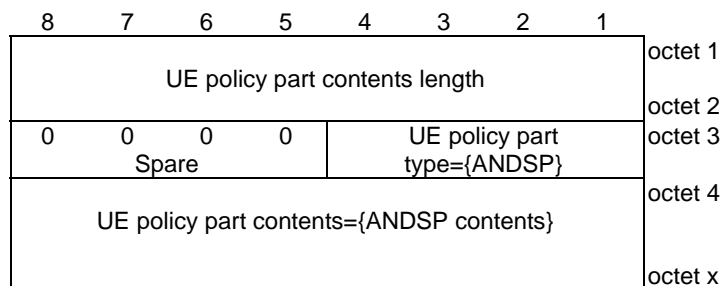 8 7 6 5 4 3 2 1
octet 1
UE policy part contents length
octet 2
0 0 0 0 UE policy part octet 3
Spare type={ANDSP}
octet 4
UE policy part contents={ANDSP contents}
octet x